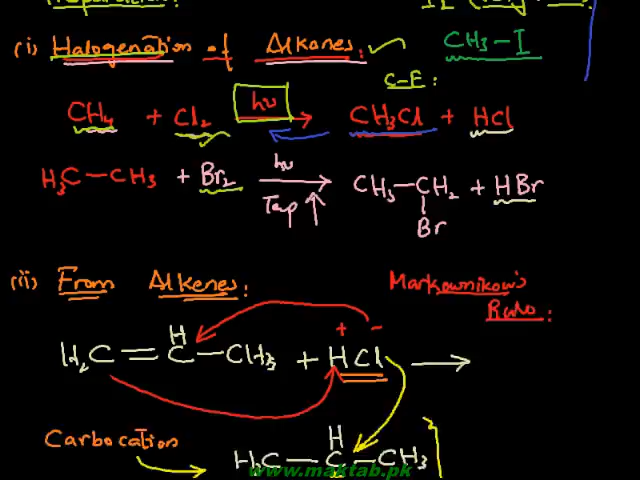 (i) Halogenation of Alkanes: CH3-I
C-F:
CH4 + Cl2 hν → CH3Cl + HCl
H3C-CH3 + Br2 hν Temp ↑ → CH3-CH2 + HBr
Br
(ii) From Alkenes: Markownikow's
Rule:
H + -
H2C=C-CH3 + HCl →
H
Carbocation H3C-C-CH3
www.maktab.pk